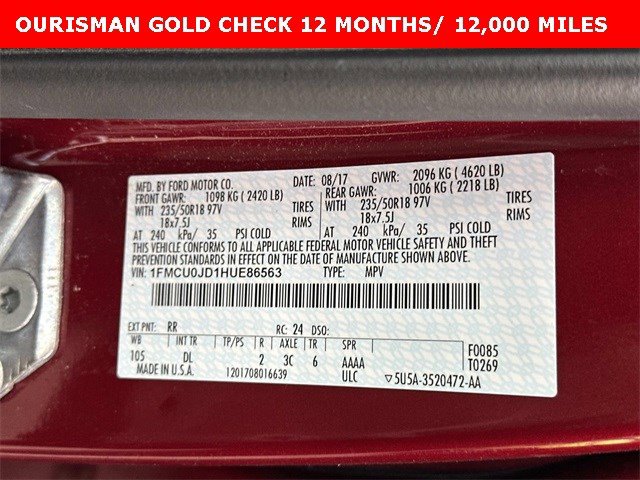 OURISMAN GOLD CHECK 12 MONTHS/ 12,000 MILES
MFD. BY FORD MOTOR CO. DATE: 08/17 GVWR: 2096 KG ( 4620 LB)
FRONT GAWR: 1098 KG ( 2420 LB) REAR GAWR: 1006 KG ( 2218 LB)
WITH 235/50R18 97V TIRES WITH 235/50R18 97V TIRES
18x7.5J RIMS 18x7.5J RIMS
AT 240 kPa/ 35 PSI COLD AT 240 kPa/ 35 PSI COLD
THIS VEHICLE CONFORMS TO ALL APPLICABLE FEDERAL MOTOR VEHICLE SAFETY AND THEFT
PREVENTION STANDARDS IN EFFECT ON THE DATE OF MANUFACTURE SHOWN ABOVE.
VIN: 1FMCU0JD1HUE86563 TYPE: MPV
EXT PNT: RR RC: 24 DSO:
WB INT TR TP/PS R AXLE TR SPR F0085
105 DL 2 3C 6 AAAA T0269
MADE IN U.S.A. 1201708016639 ULC ▽5U5A-3520472-AA